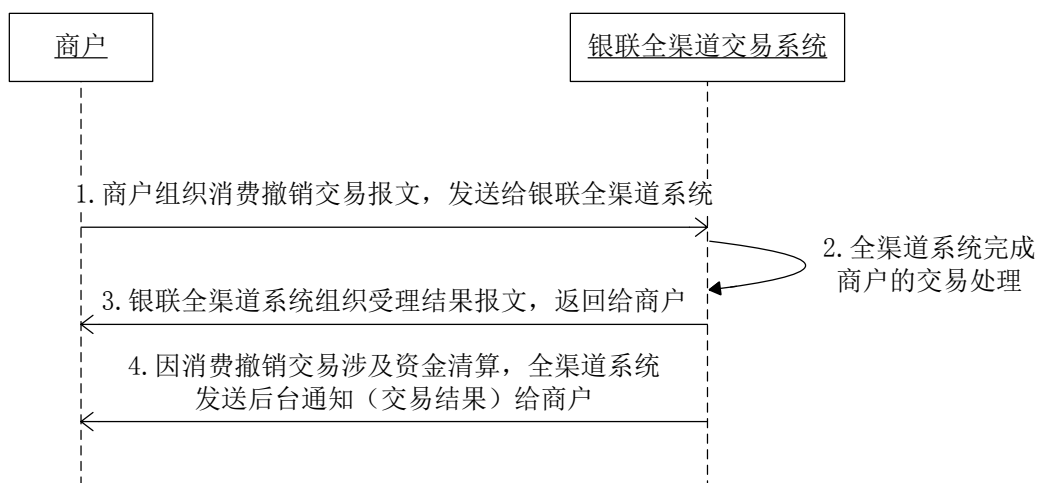 商户
银联全渠道交易系统
1.商户组织消费撤销交易报文，发送给银联全渠道系统
2.全渠道系统完成
商户的交易处理
3.银联全渠道系统组织受理结果报文，返回给商户
4.因消费撤销交易涉及资金清算，全渠道系统
发送后台通知（交易结果）给商户